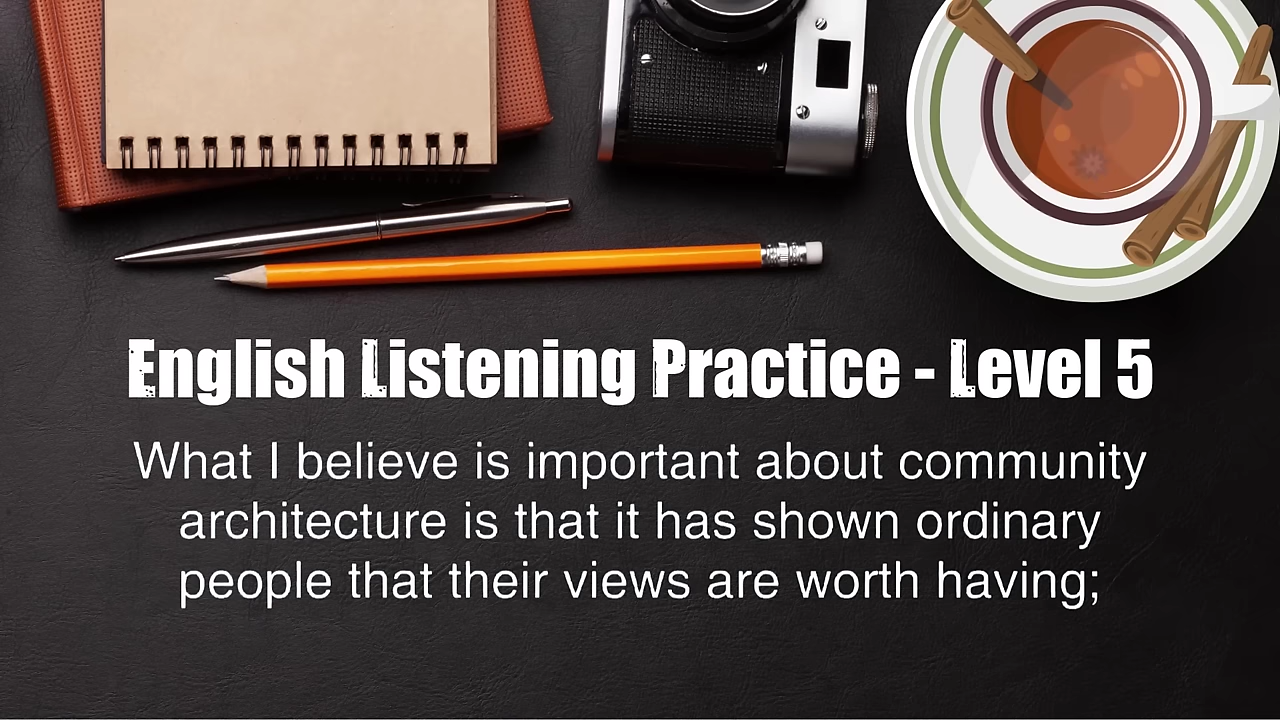 English Listening Practice - Level 5
What I believe is important about community
architecture is that it has shown ordinary
people that their views are worth having;